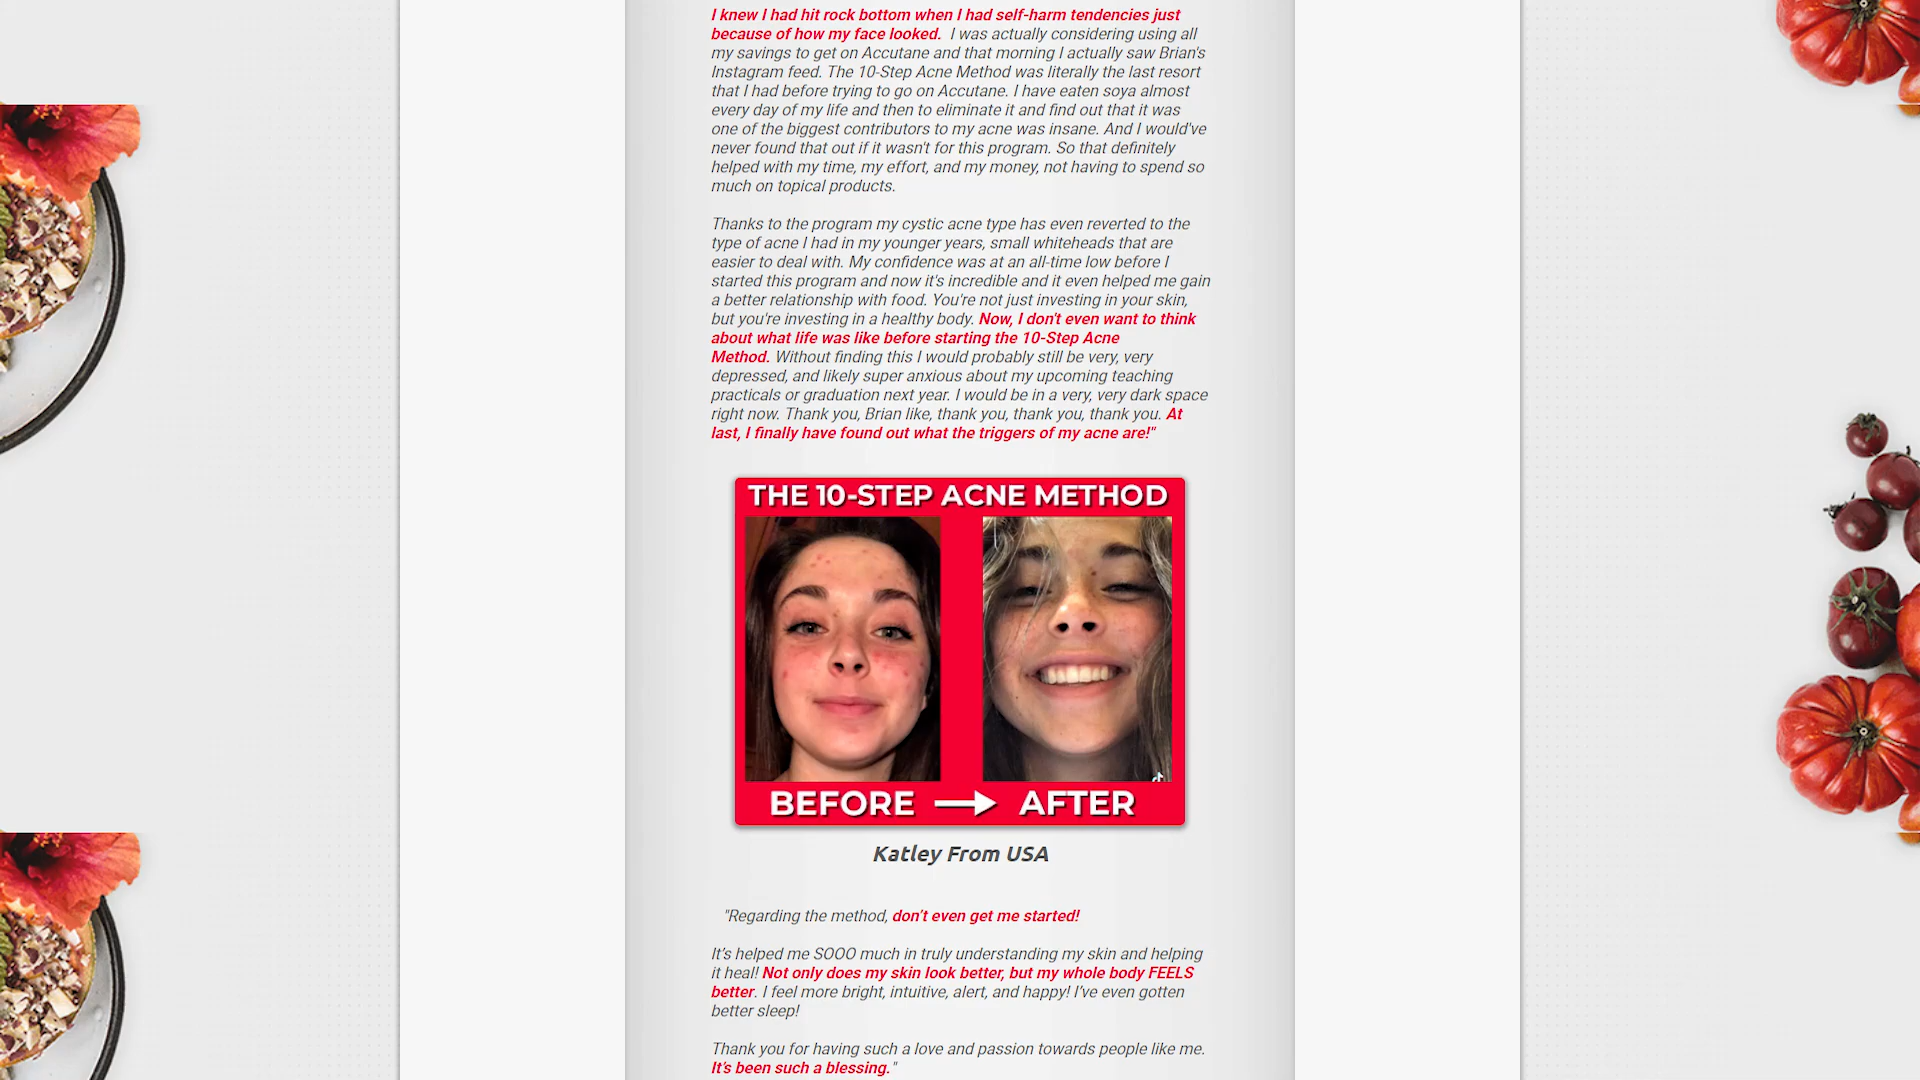 I knew I had hit rock bottom when I had self-harm tendencies just
because of how my face looked. I was actually considering using all
my savings to get on Accutane and that morning I actually saw Brian's
Instagram feed. The 10-Step Acne Method was literally the last resort
that I had before trying to go on Accutane. I have eaten soya almost
every day of my life and then to eliminate it and find out that it was
one of the biggest contributors to my acne was insane. And I would've
never found that out if it wasn't for this program. So that definitely
helped with my time, my effort, and my money, not having to spend so
much on topical products.
Thanks to the program my cystic acne type has even reverted to the
type of acne I had in my younger years, small whiteheads that are
easier to deal with. My confidence was at an all-time low before I
started this program and now it's incredible and it even helped me gain
a better relationship with food. You're not just investing in your skin,
but you're investing in a healthy body. Now, I don't even want to think
about what life was like before starting the 10-Step Acne
Method. Without finding this I would probably still be very, very
depressed, and likely super anxious about my upcoming teaching
practicals or graduation next year. I would be in a very, very dark space
right now. Thank you, Brian like, thank you, thank you, thank you. At
last, I finally have found out what the triggers of my acne are!"
THE 10-STEP ACNE METHOD
BEFORE → AFTER
Katley From USA
"Regarding the method, don't even get me started!
It's helped me SOOO much in truly understanding my skin and helping
it heal! Not only does my skin look better, but my whole body FEELS
better. I feel more bright, intuitive, alert, and happy! I've even gotten
better sleep!
Thank you for having such a love and passion towards people like me.
It's been such a blessing."